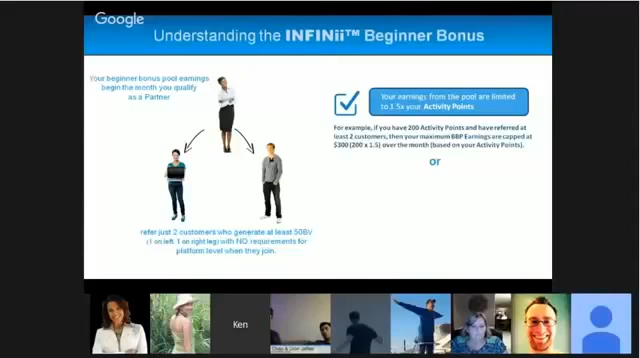 Google
Understanding the INFINii™ Beginner Bonus
Your beginner bonus pool earnings
begin the month you qualify
as a Partner
Your earnings from the pool are limited
to 1.5x your Activity Points
For example, if you have 200 Activity Points and have referred at
least 2 customers, then your maximum BBP Earnings are capped at
$300 (200 x 1.5) over the month (based on your Activity Points).
or
refer just 2 customers who generate at least 50BV
(1 on left, 1 on right leg) with NO requirements for
platform level when they join.
Ken